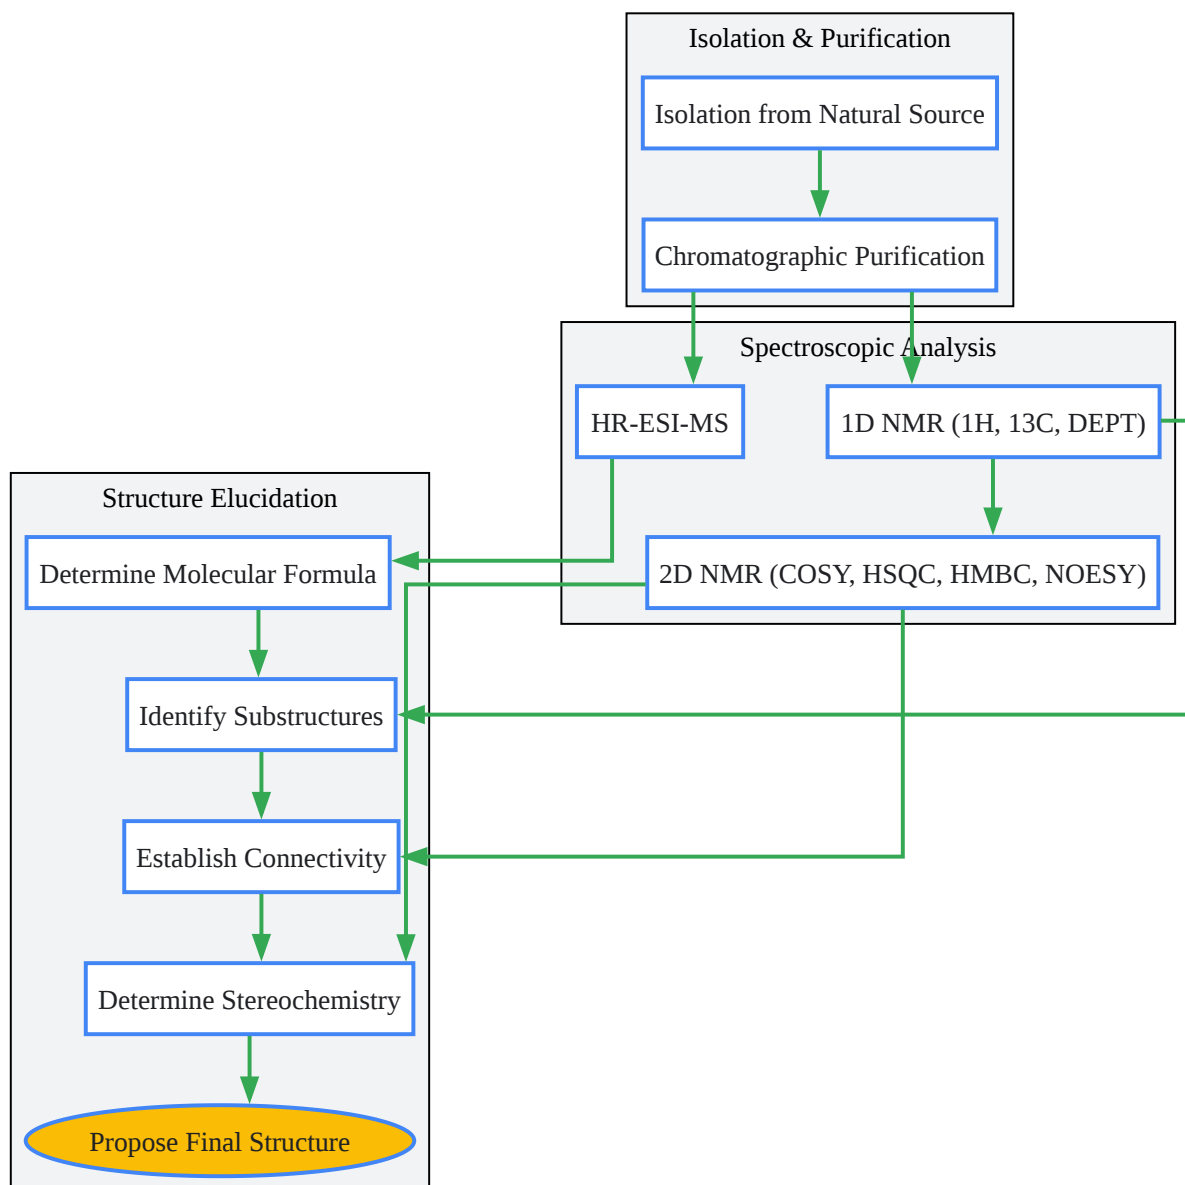 Isolation & Purification
Isolation from Natural Source
Chromatographic Purification
Spectroscopic Analysis
HR-ESI-MS
1D NMR (1H, 13C, DEPT)
2D NMR (COSY, HSQC, HMBC, NOESY)
Structure Elucidation
Determine Molecular Formula
Identify Substructures
Establish Connectivity
Determine Stereochemistry
Propose Final Structure